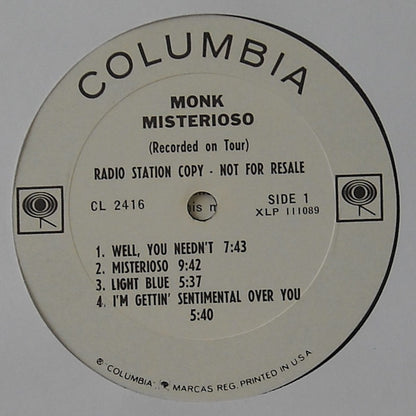 COLUMBIA
MONK
MISTERIOSO
(Recorded on Tour)
RADIO STATION COPY - NOT FOR RESALE
CL 2416
his m
SIDE 1
XLP 111089
1. WELL, YOU NEEDN'T 7:43
2. MISTERIOSO 9:42
3. LIGHT BLUE 5:37
4. I'M GETTIN' SENTIMENTAL OVER YOU
5:40
® "COLUMBIA", MARCAS REG. PRINTED IN U.S.A.